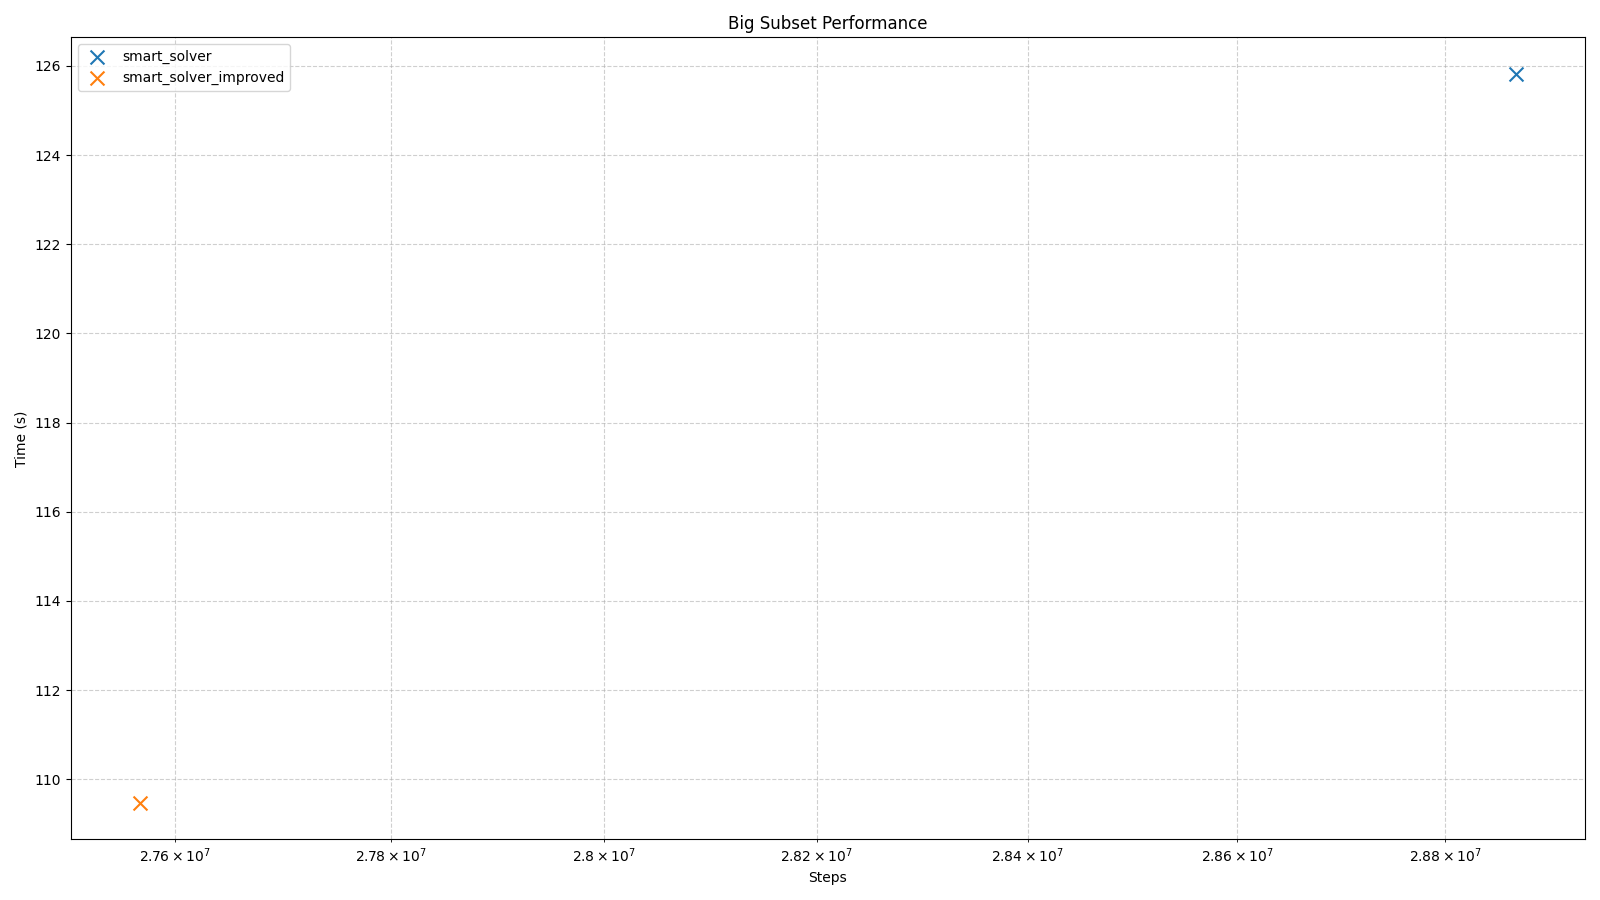 Big Subset Performance
smart_solver
smart_solver_improved
126
124
122
120
118
116
114
112
110
Time (s)
2.76 × 10⁷
2.78 × 10⁷
2.8 × 10⁷
2.82 × 10⁷
2.84 × 10⁷
2.86 × 10⁷
2.88 × 10⁷
Steps